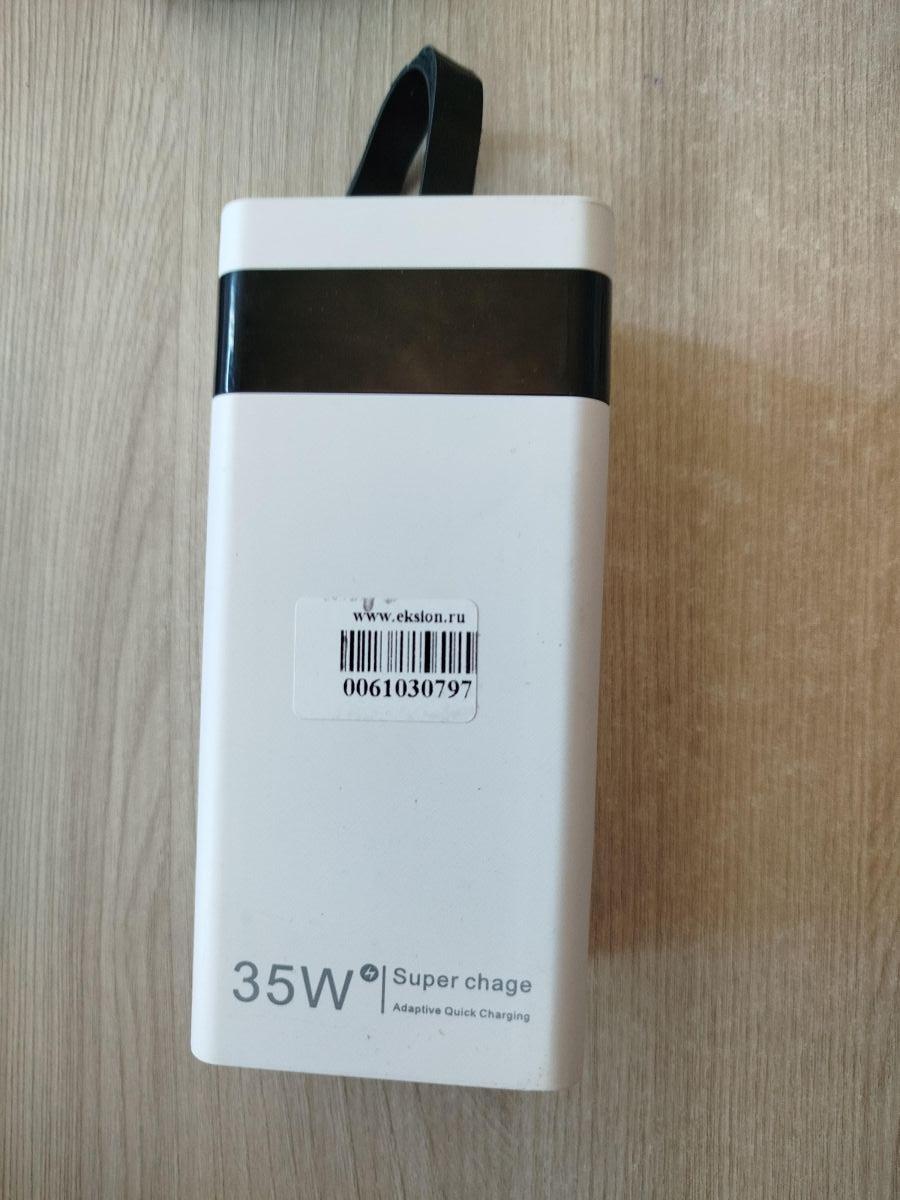 www.eksion.ru
0061030797
35W
Super chage
Adaptive Quick Charging